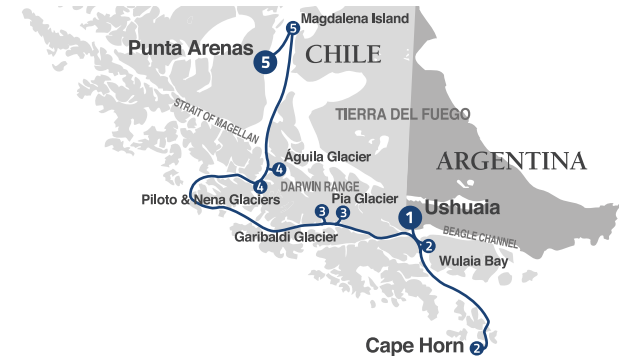 5 Magdalena Island
Punta Arenas
5
CHILE
STRAIT OF MAGELLAN
TIERRA DEL FUEGO
4 Águila Glacier
ARGENTINA
4
DARWIN RANGE
Piloto & Nena Glaciers
Pia Glacier
3 3
1 Ushuaia
Garibaldi Glacier
BEAGLE CHANNEL
2
Wulaia Bay
Cape Horn 2